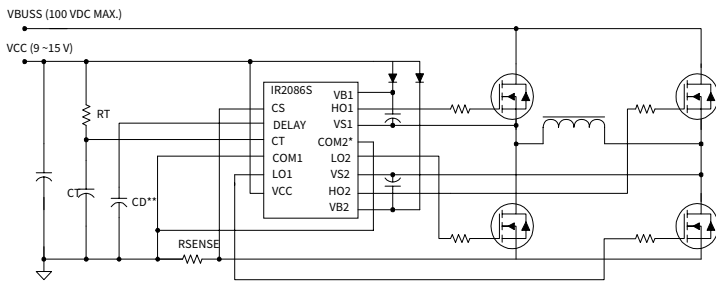 VBUSS (100 VDC MAX.)
VCC (9 ~15 V)
IR2086S
CS
DELAY
CT
COM1
LO1
VCC
VB1
HO1
VS1
COM2*
LO2
VS2
HO2
VB2
RT
CT
CD**
RSENSE